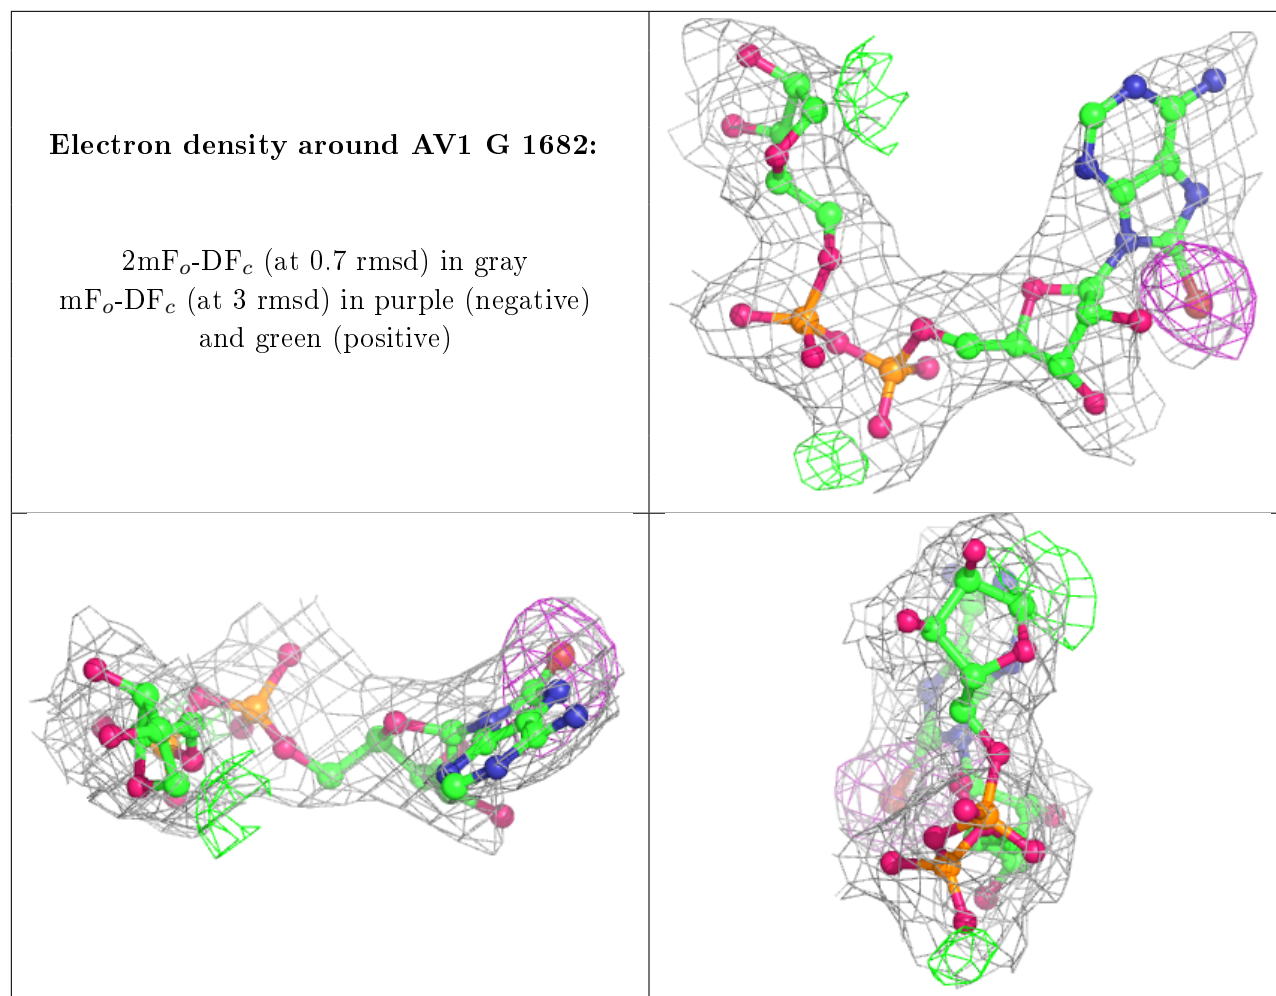 Electron density around AV1 G 1682:
2mFo-DFc (at 0.7 rmsd) in gray
mFo-DFc (at 3 rmsd) in purple (negative)
and green (positive)